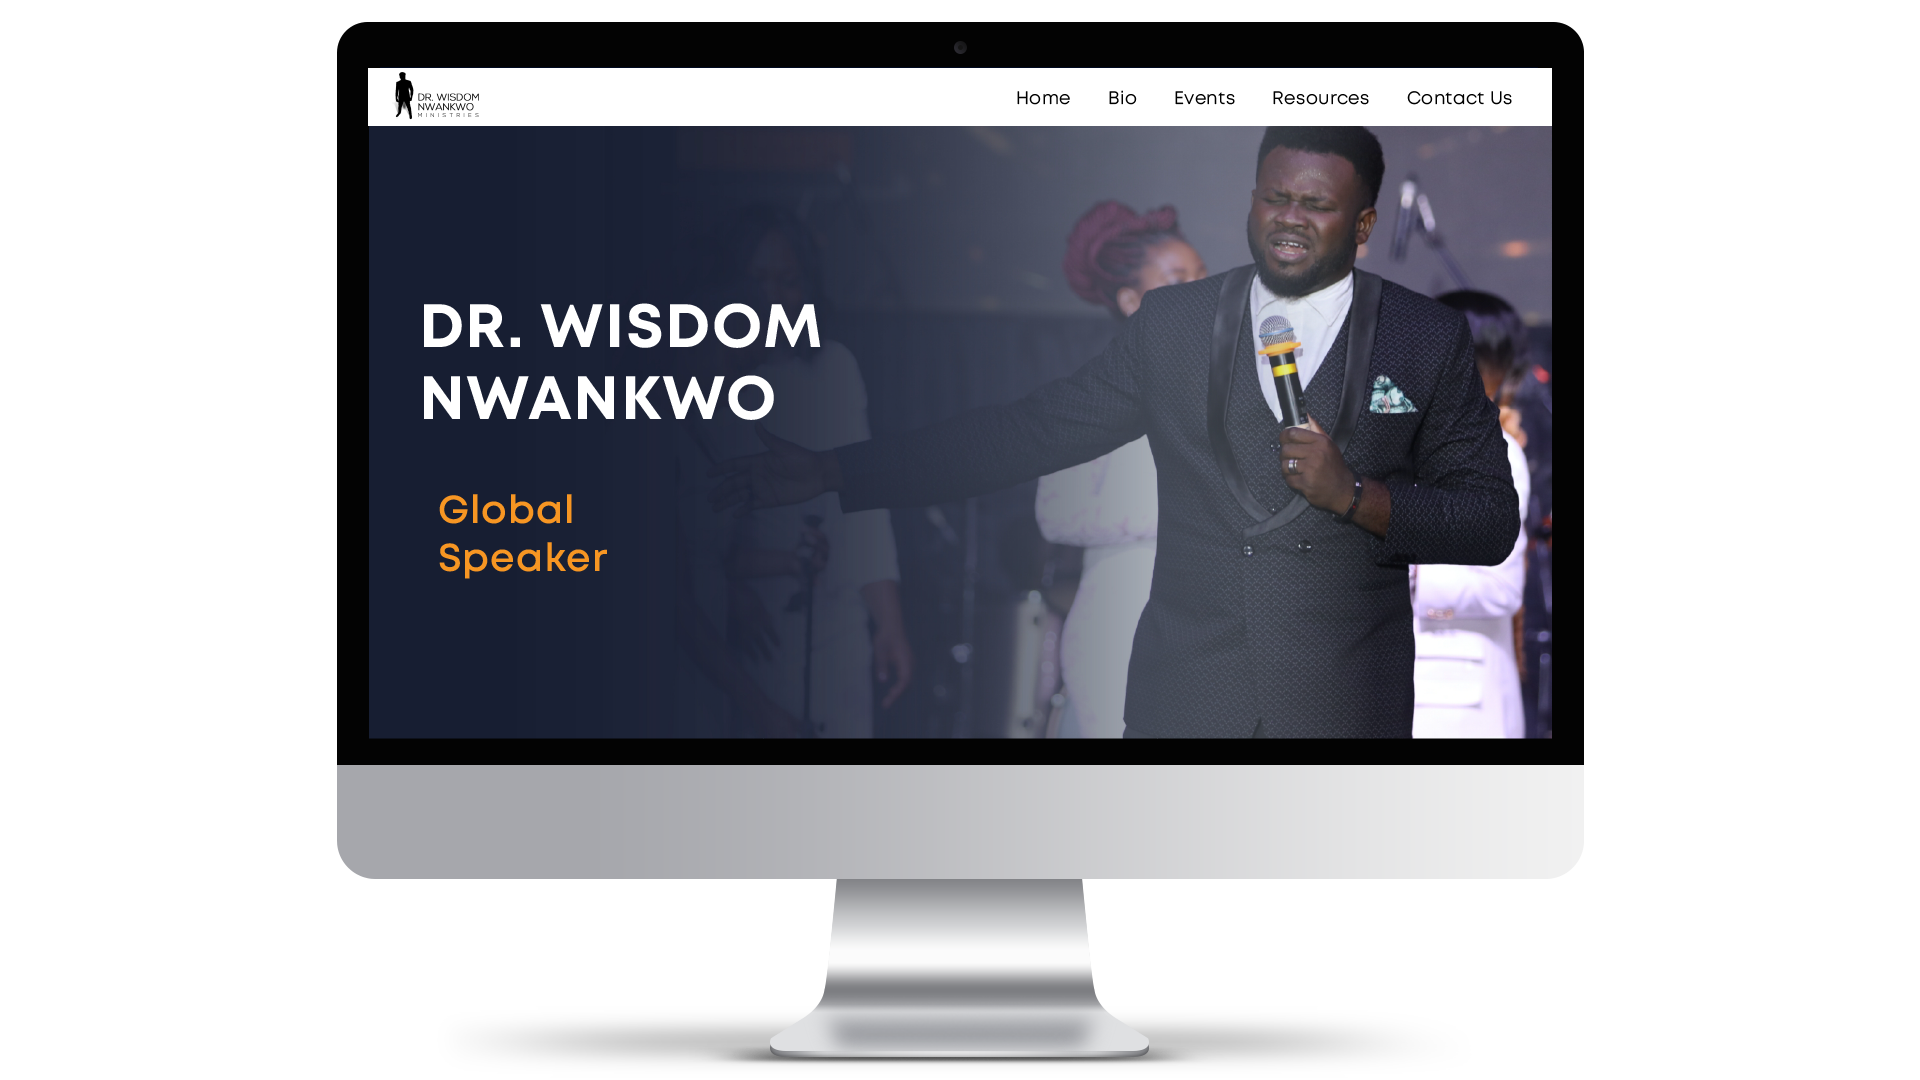 DR. WISDOM
NWANKWO
MINISTRIES
Home Bio Events Resources Contact Us
DR. WISDOM
NWANKWO
Global
Speaker